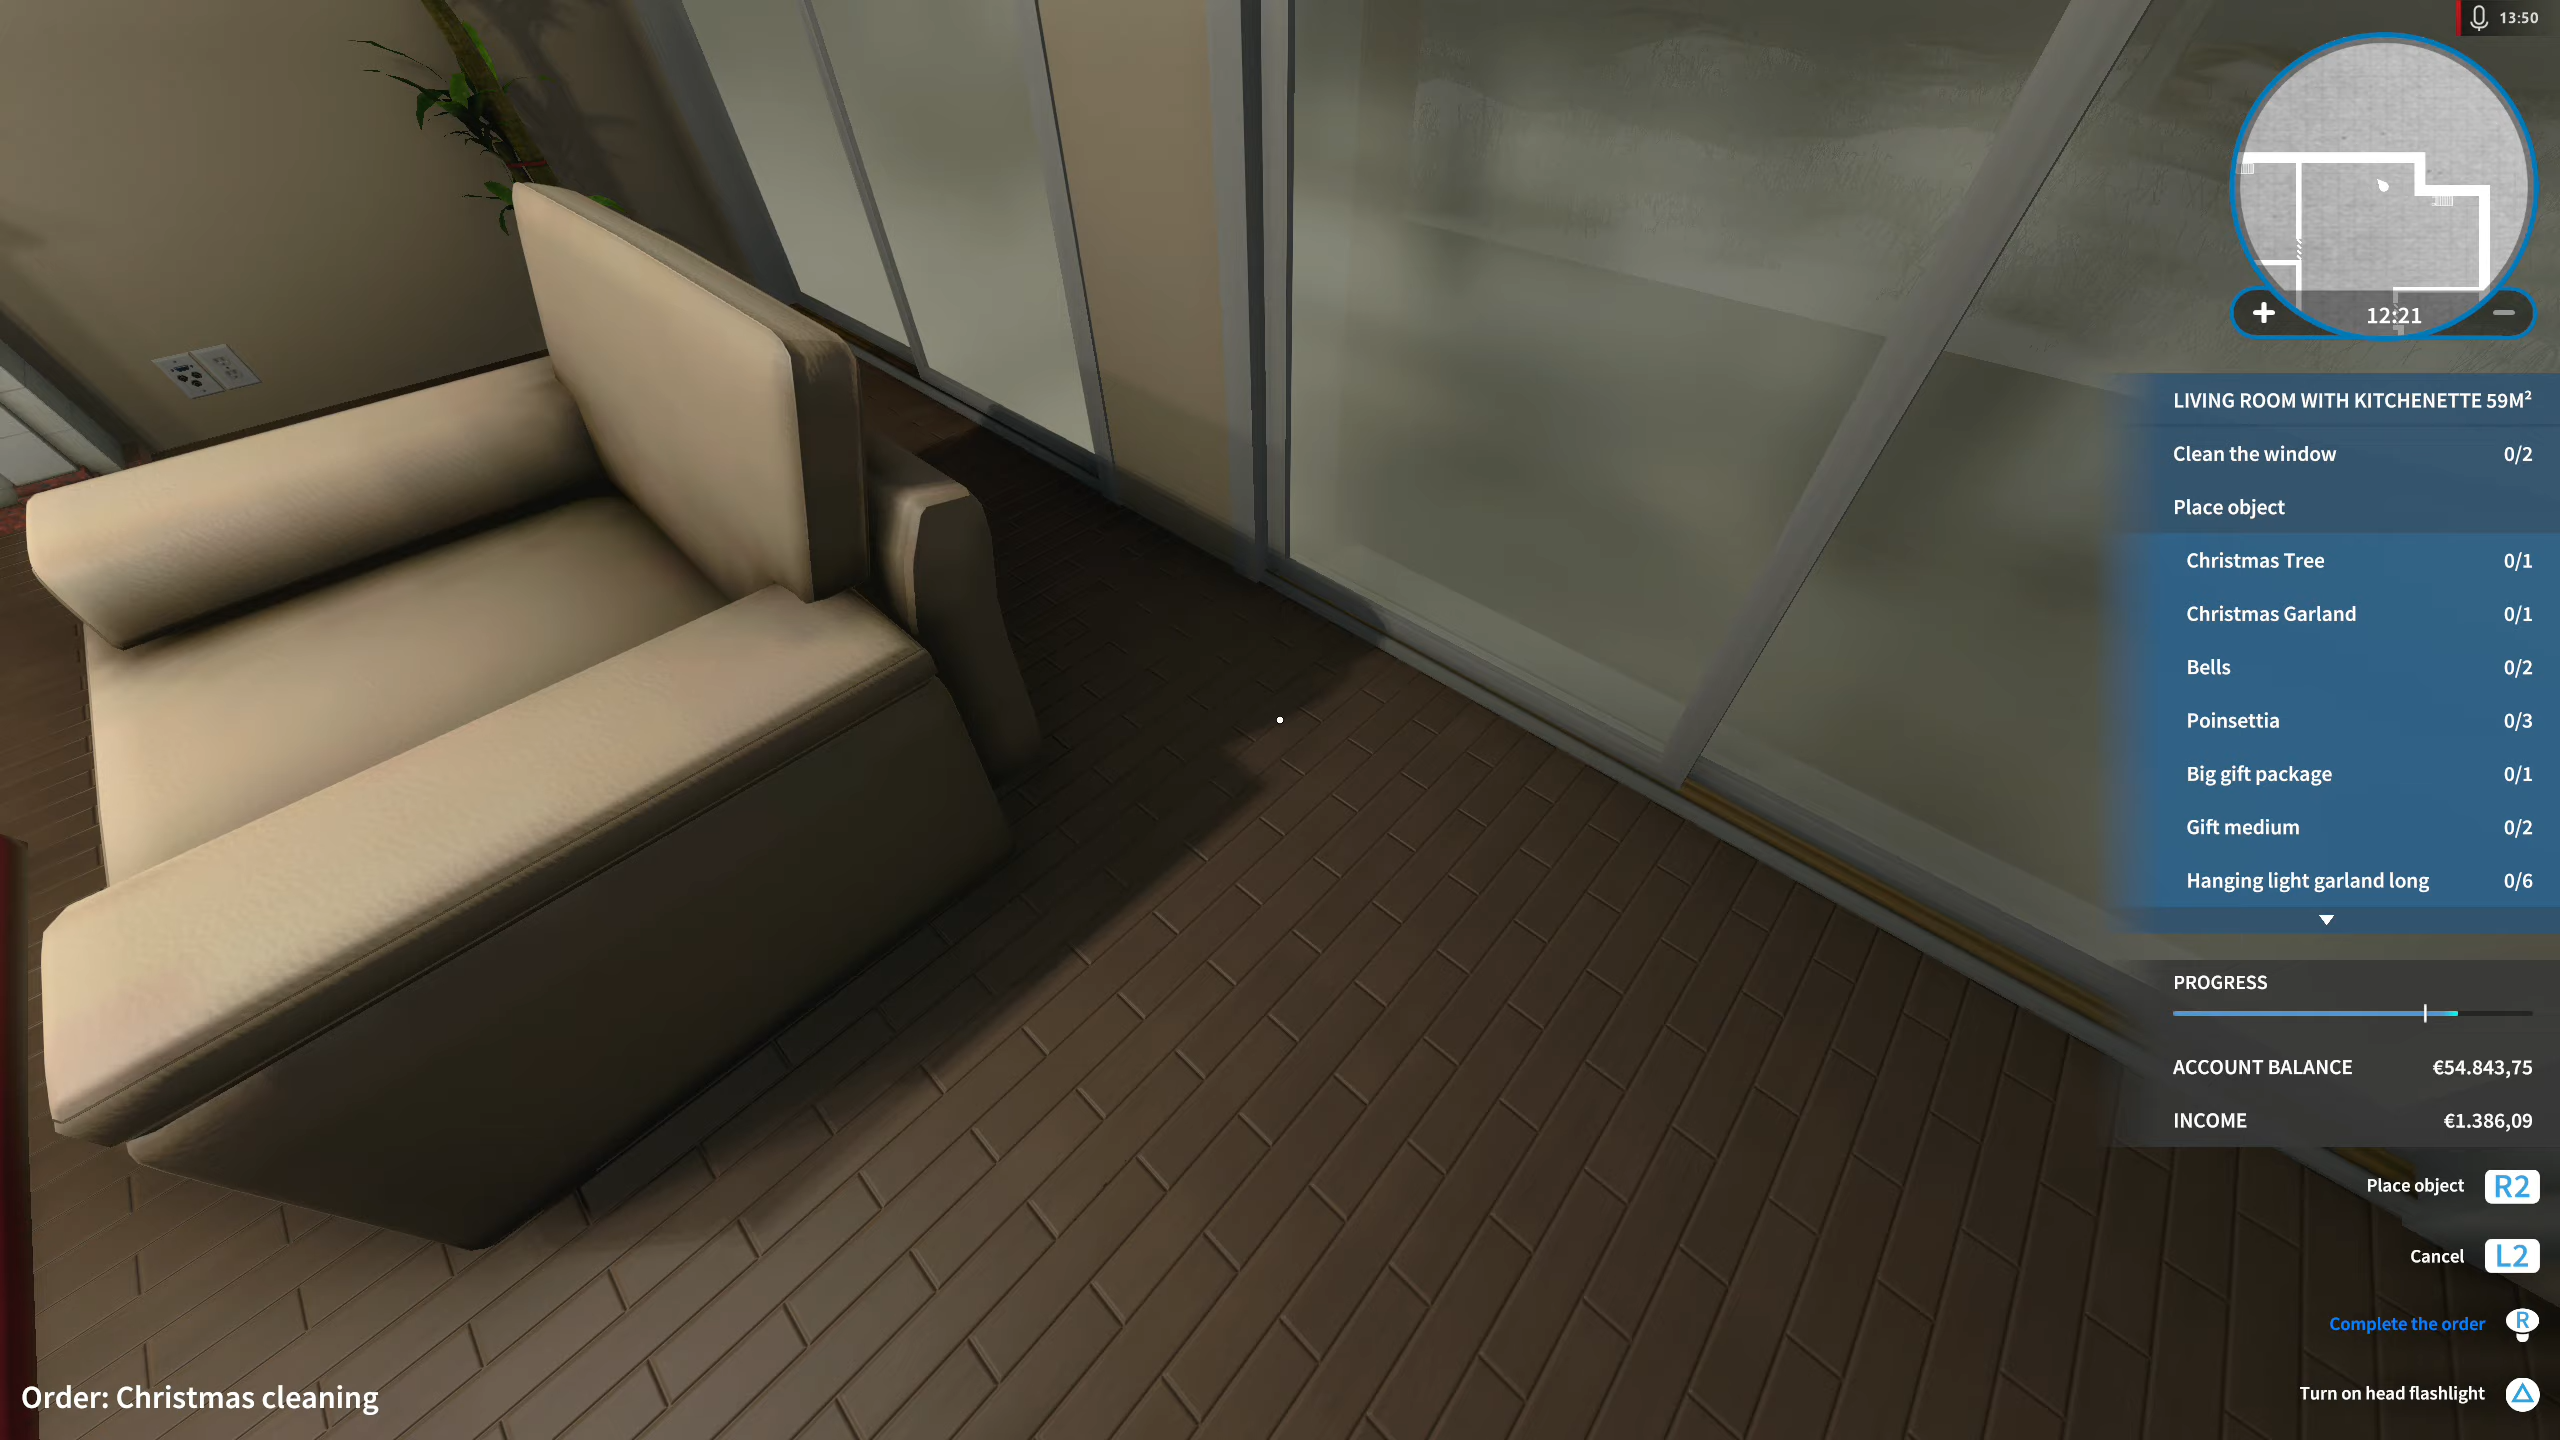 13:50
12:21
LIVING ROOM WITH KITCHENETTE 59M²
Clean the window 0/2
Place object
Christmas Tree 0/1
Christmas Garland 0/1
Bells 0/2
Poinsettia 0/3
Big gift package 0/1
Gift medium 0/2
Hanging light garland long 0/6
PROGRESS
ACCOUNT BALANCE €54.843,75
INCOME €1.386,09
Place object R2
Cancel L2
Complete the order R
Turn on head flashlight
Order: Christmas cleaning